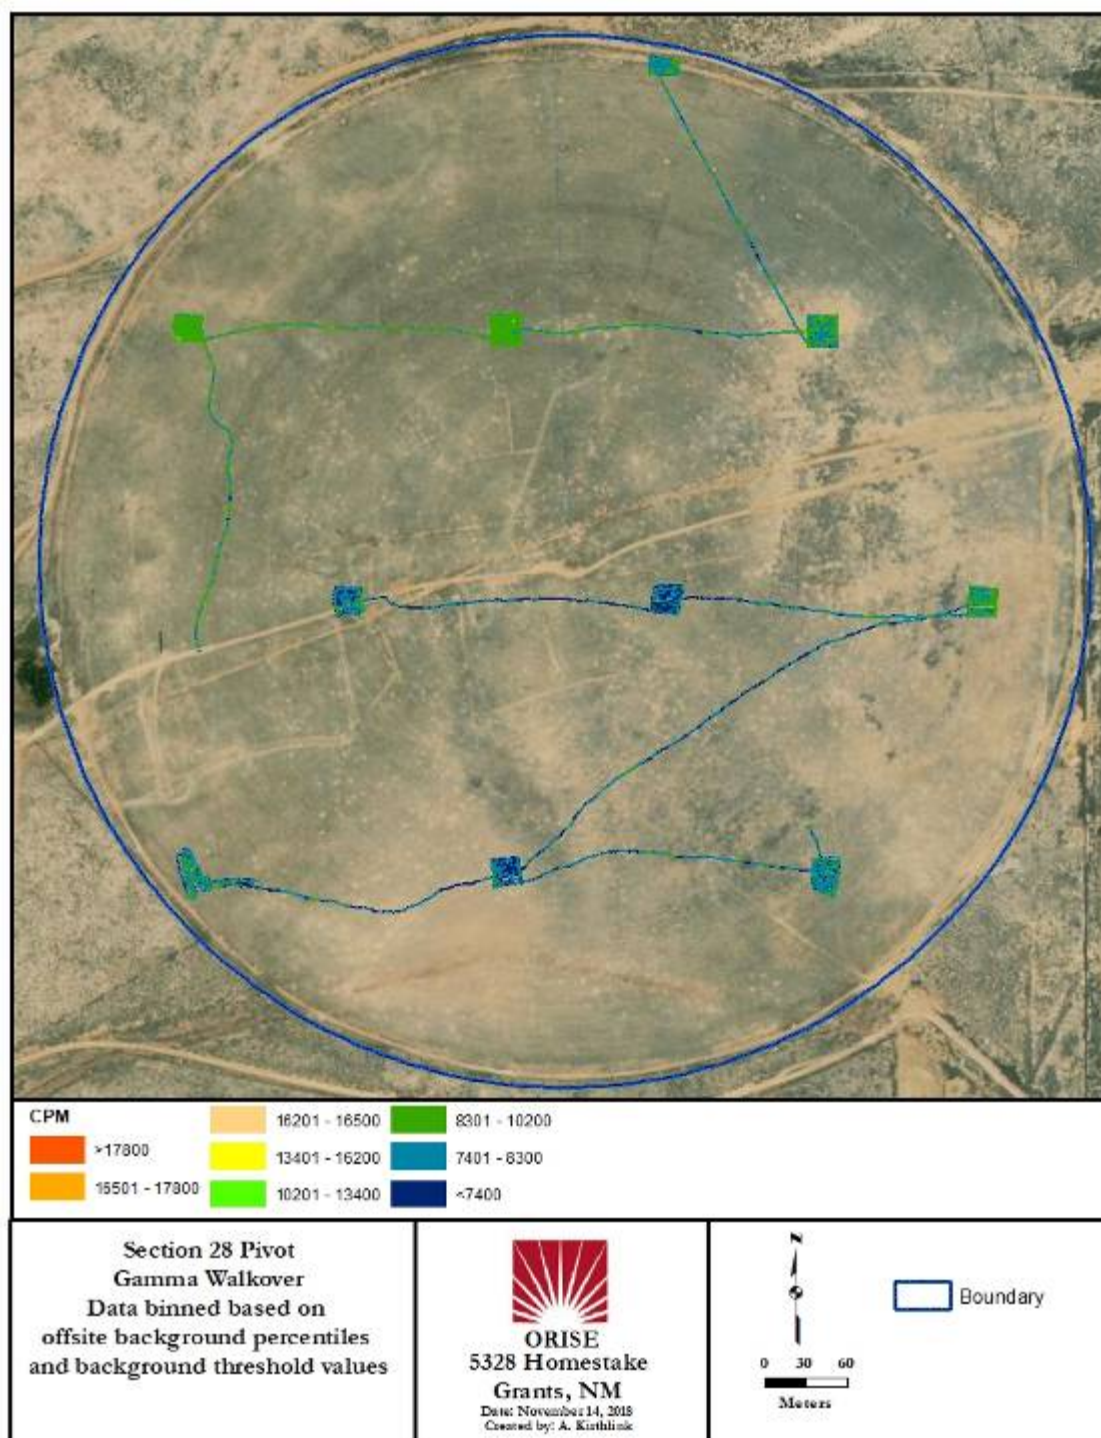 CPM
>17800
16501 - 17800
16201 - 16500
13401 - 16200
10201 - 13400
8301 - 10200
7401 - 8300
<7400
Section 28 Pivot
Gamma Walkover
Data binned based on
offsite background percentiles
and background threshold values
ORISE
5328 Homestake
Grants, NM
Date: November 14, 2018
Created by: A. Kirthlink
N
0 30 60
Meters
Boundary